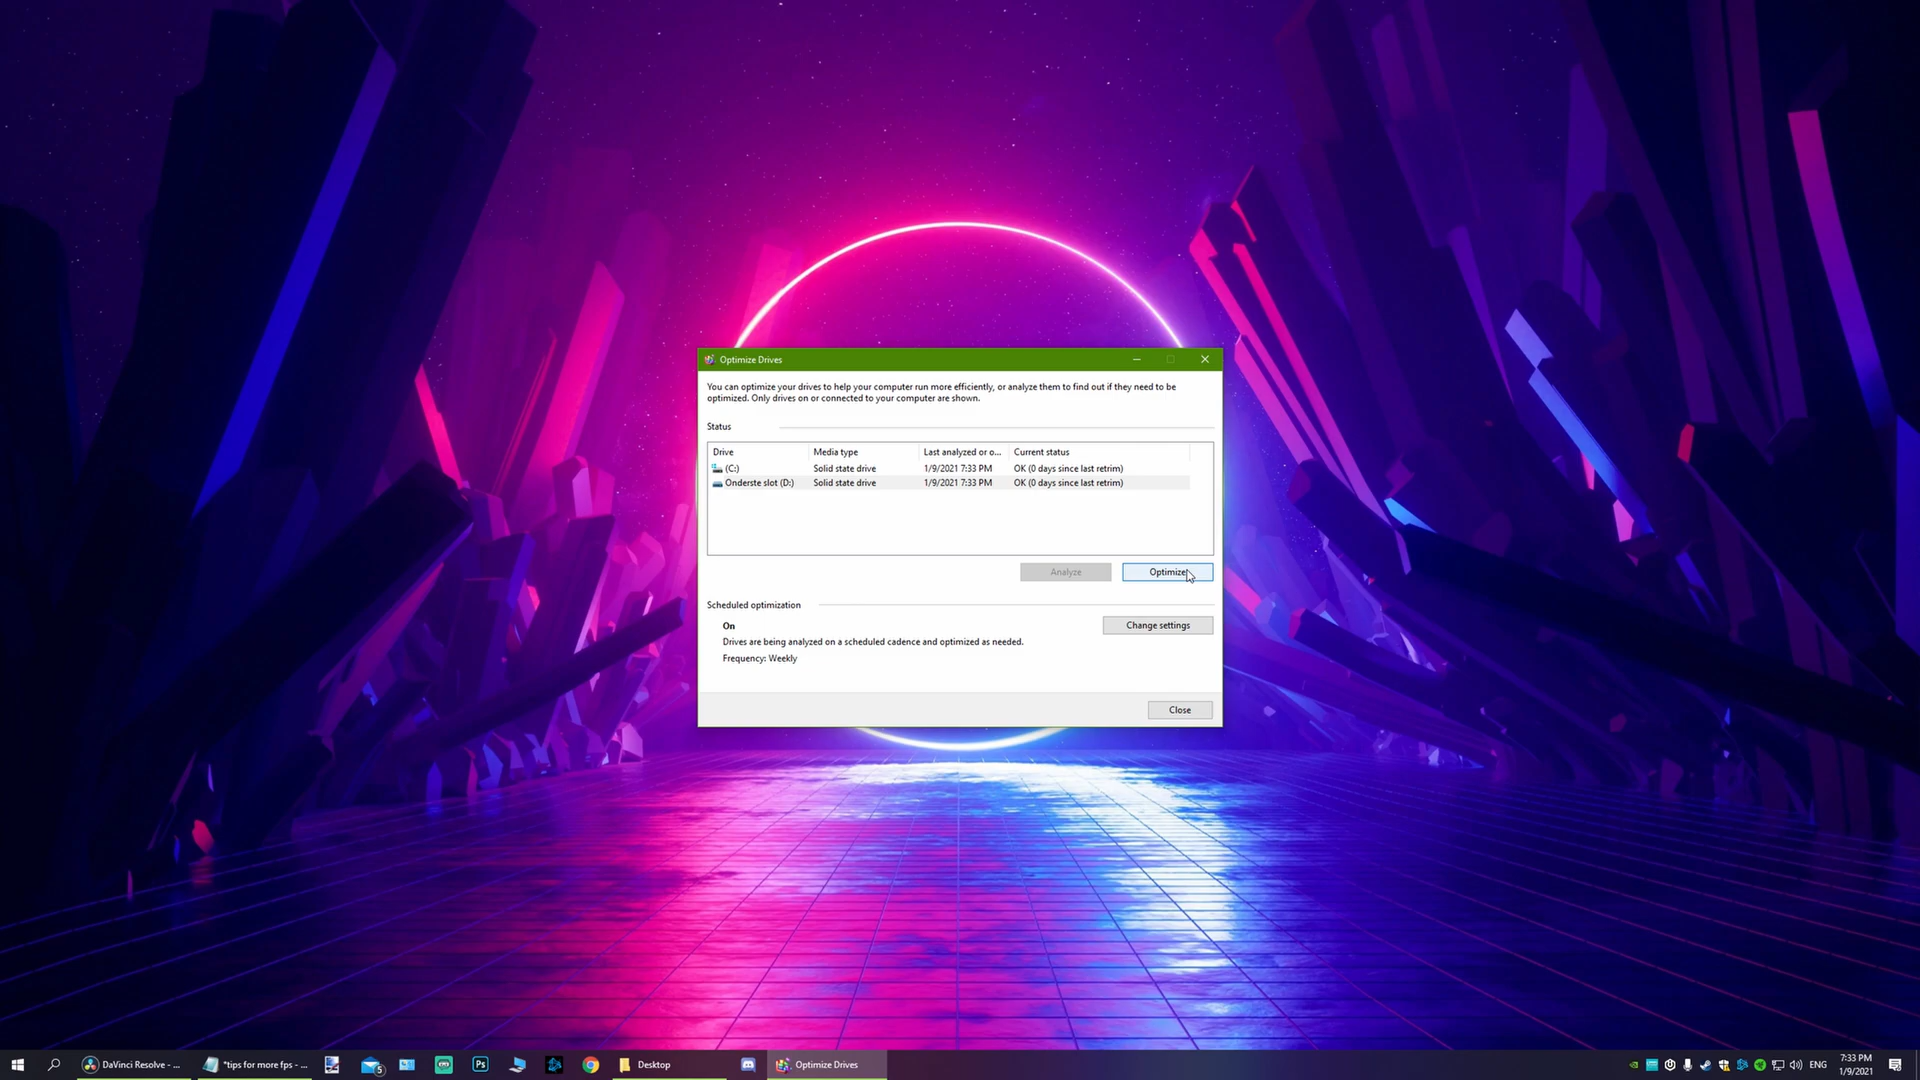 Optimize Drives
You can optimize your drives to help your computer run more efficiently, or analyze them to find out if they need to be
optimized. Only drives on or connected to your computer are shown.
Status
Drive Media type Last analyzed or o... Current status
(C:) Solid state drive 1/9/2021 7:33 PM OK (0 days since last retrim)
Onderste slot (D:) Solid state drive 1/9/2021 7:33 PM OK (0 days since last retrim)
Analyze Optimize
Scheduled optimization
On
Change settings
Drives are being analyzed on a scheduled cadence and optimized as needed.
Frequency: Weekly
Close
DaVinci Resolve - ... *tips for more fps - ... 5 Ps Desktop Optimize Drives ENG 7:33 PM
1/9/2021